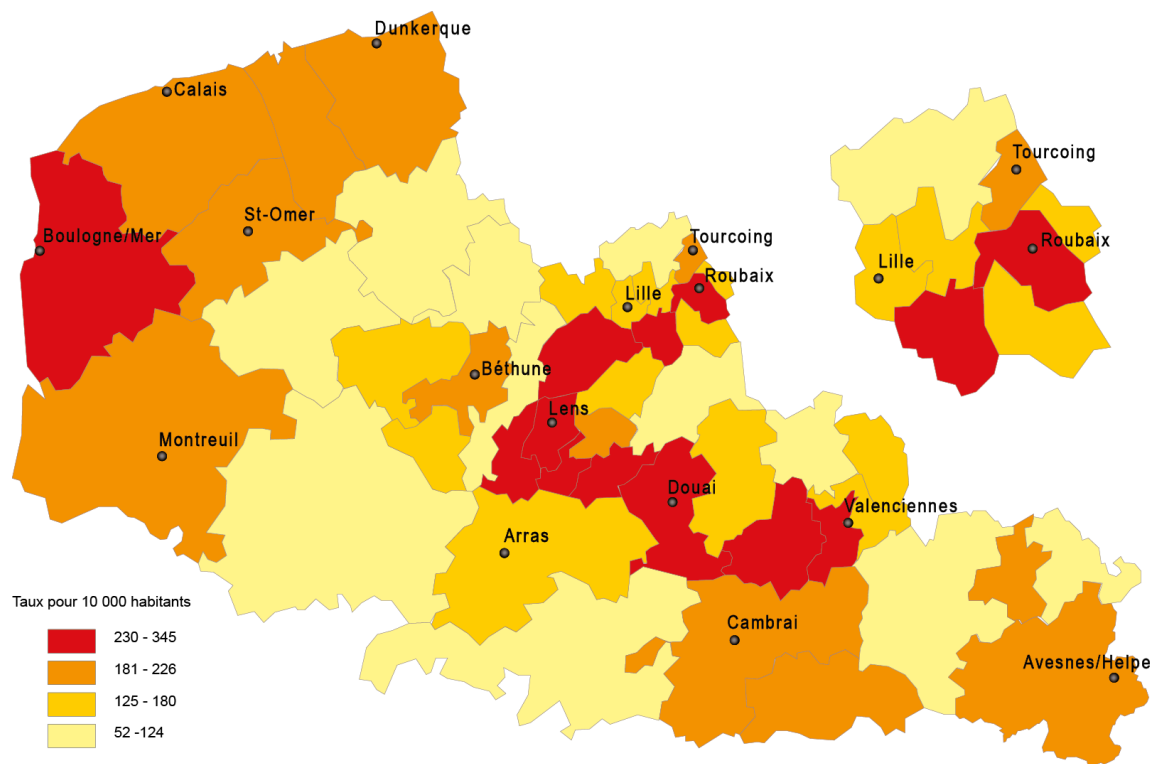 Dunkerque
Calais
Tourcoing
St-Omer
Boulogne/Mer
Tourcoing
Roubaix
Lille
Roubaix
Lille
Béthune
Lens
Montreuil
Douai
Valenciennes
Arras
Taux pour 10 000 habitants
230 - 345
181 - 226
125 - 180
52 -124
Cambrai
Avesnes/Helpe